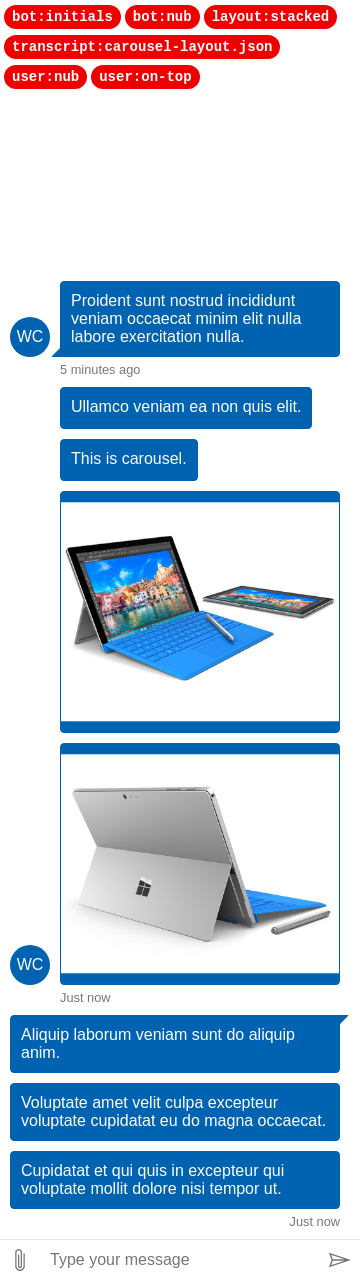 bot:initials bot:nub layout:stacked
transcript:carousel-layout.json
user:nub user:on-top
Proident sunt nostrud incididunt
veniam occaecat minim elit nulla
labore exercitation nulla.
WC
5 minutes ago
Ullamco veniam ea non quis elit.
This is carousel.
WC
Just now
Aliquip laborum veniam sunt do aliquip
anim.
Voluptate amet velit culpa excepteur
voluptate cupidatat eu do magna occaecat.
Cupidatat et qui quis in excepteur qui
voluptate mollit dolore nisi tempor ut.
Just now
Type your message